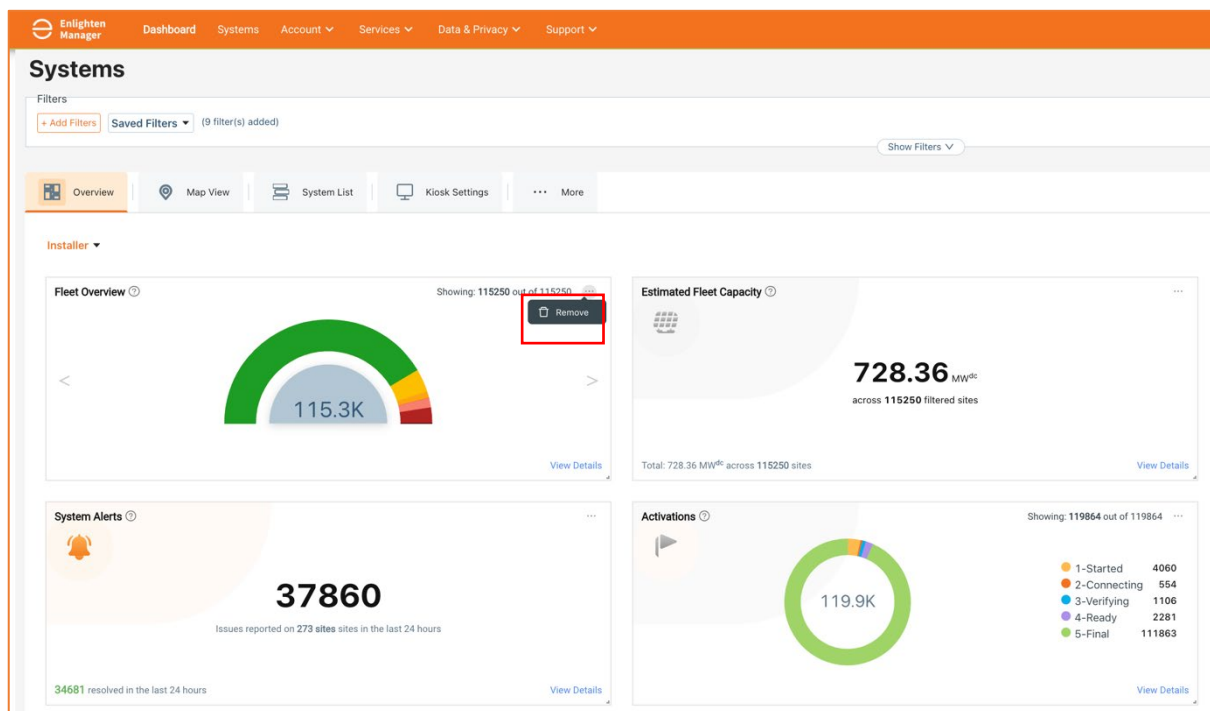 Enlighten
Manager
Dashboard Systems Account Services Data & Privacy Support
Systems
Filters
+ Add Filters Saved Filters (9 filter(s) added)
Show Filters
Overview Map View System List Kiosk Settings ··· More
Installer
Fleet Overview ? Showing: 115250 out of 115250 ···
Remove
< 115.3K >
View Details
Estimated Fleet Capacity ? ···
728.36 MWdc
across 115250 filtered sites
Total: 728.36 MWdc across 115250 sites View Details
System Alerts ? ···
37860
Issues reported on 273 sites sites in the last 24 hours
34681 resolved in the last 24 hours View Details
Activations ? Showing: 119864 out of 119864 ···
119.9K
1-Started 4060
2-Connecting 554
3-Verifying 1106
4-Ready 2281
5-Final 111863
View Details